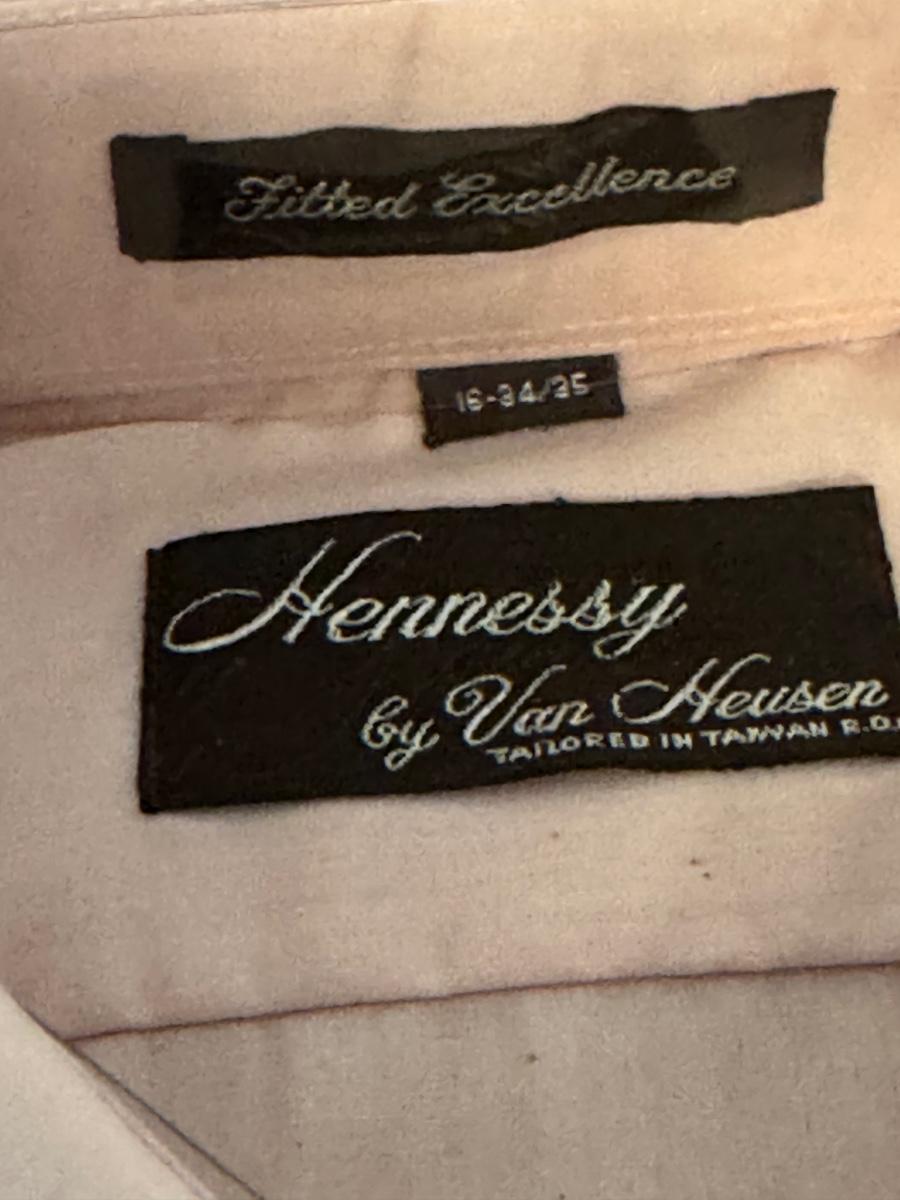 Fitted Excellence
16-34/35
Hennessy
by Van Heusen
TAILORED IN TAIWAN R.O.